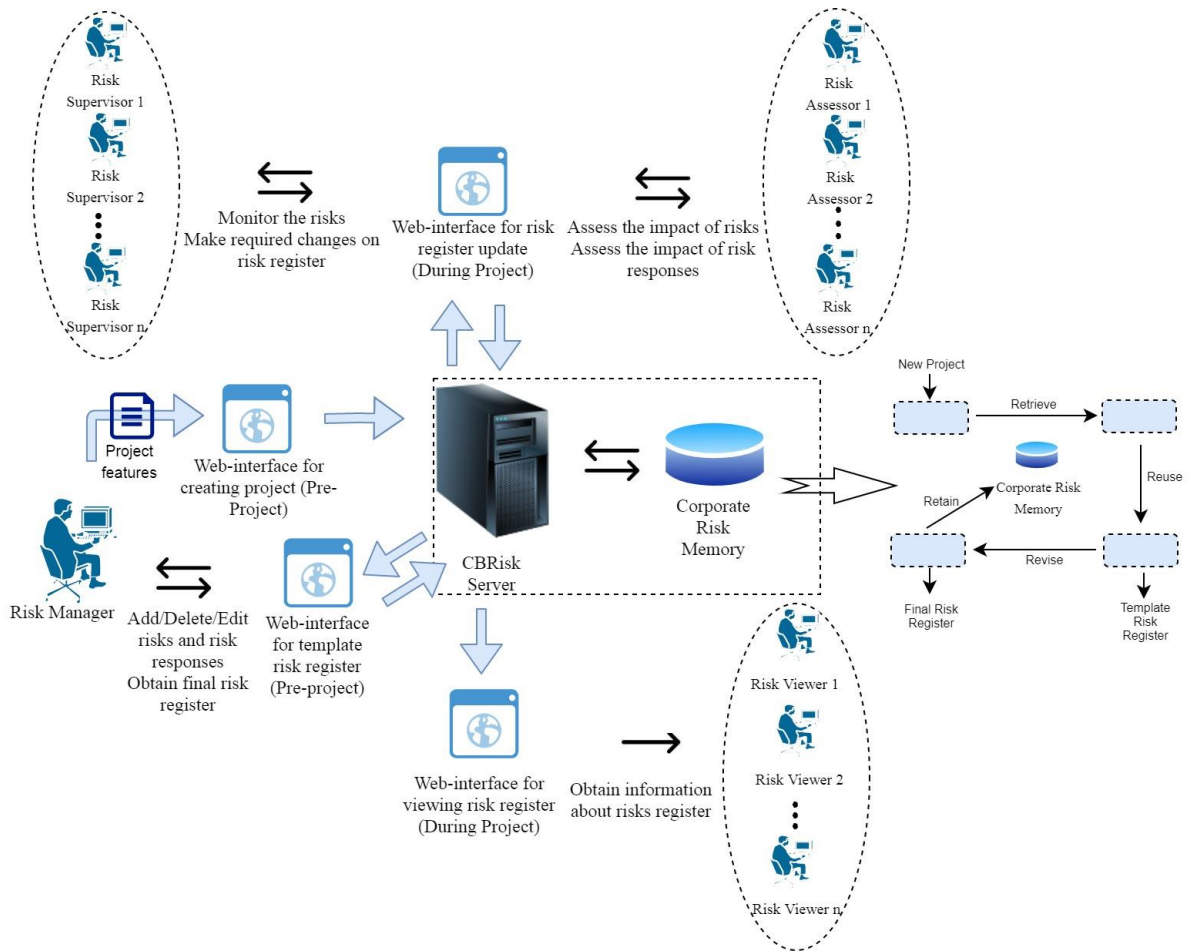 Risk
Supervisor 1
Risk
Supervisor 2
Risk
Supervisor n
Monitor the risks
Make required changes on
risk register
Web-interface for risk
register update
(During Project)
Assess the impact of risks
Assess the impact of risk
responses
Risk
Assessor 1
Risk
Assessor 2
Risk
Assessor n
Project
features
Web-interface for
creating project (Pre-
Project)
CBRisk
Server
Corporate
Risk
Memory
New Project
Retrieve
Reuse
Retain
Corporate Risk
Memory
Revise
Final Risk
Register
Template
Risk
Register
Risk Manager
Add/Delete/Edit
risks and risk
responses
Obtain final risk
register
Web-interface
for template
risk register
(Pre-project)
Web-interface for
viewing risk register
(During Project)
Obtain information
about risks register
Risk Viewer 1
Risk Viewer 2
Risk Viewer n